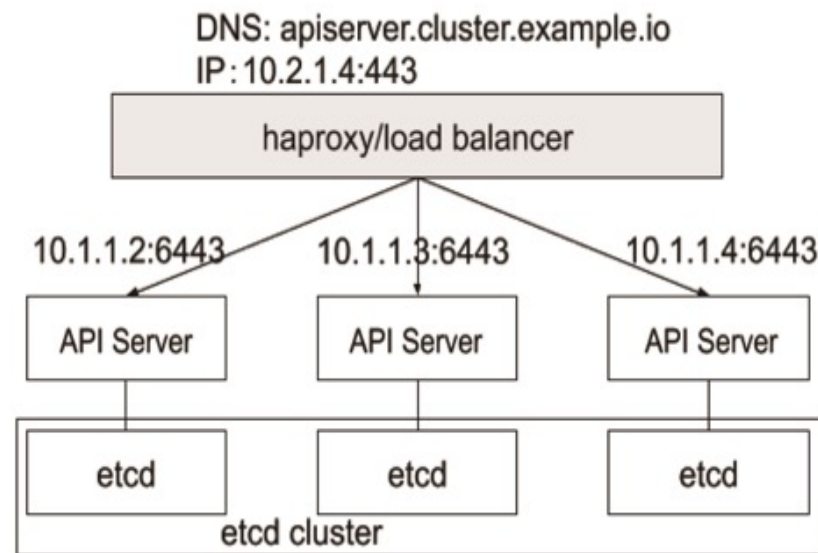 DNS: apiserver.cluster.example.io
IP: 10.2.1.4:443
haproxy/load balancer
10.1.1.2:6443
10.1.1.3:6443
10.1.1.4:6443
API Server
API Server
API Server
etcd
etcd
etcd
etcd cluster